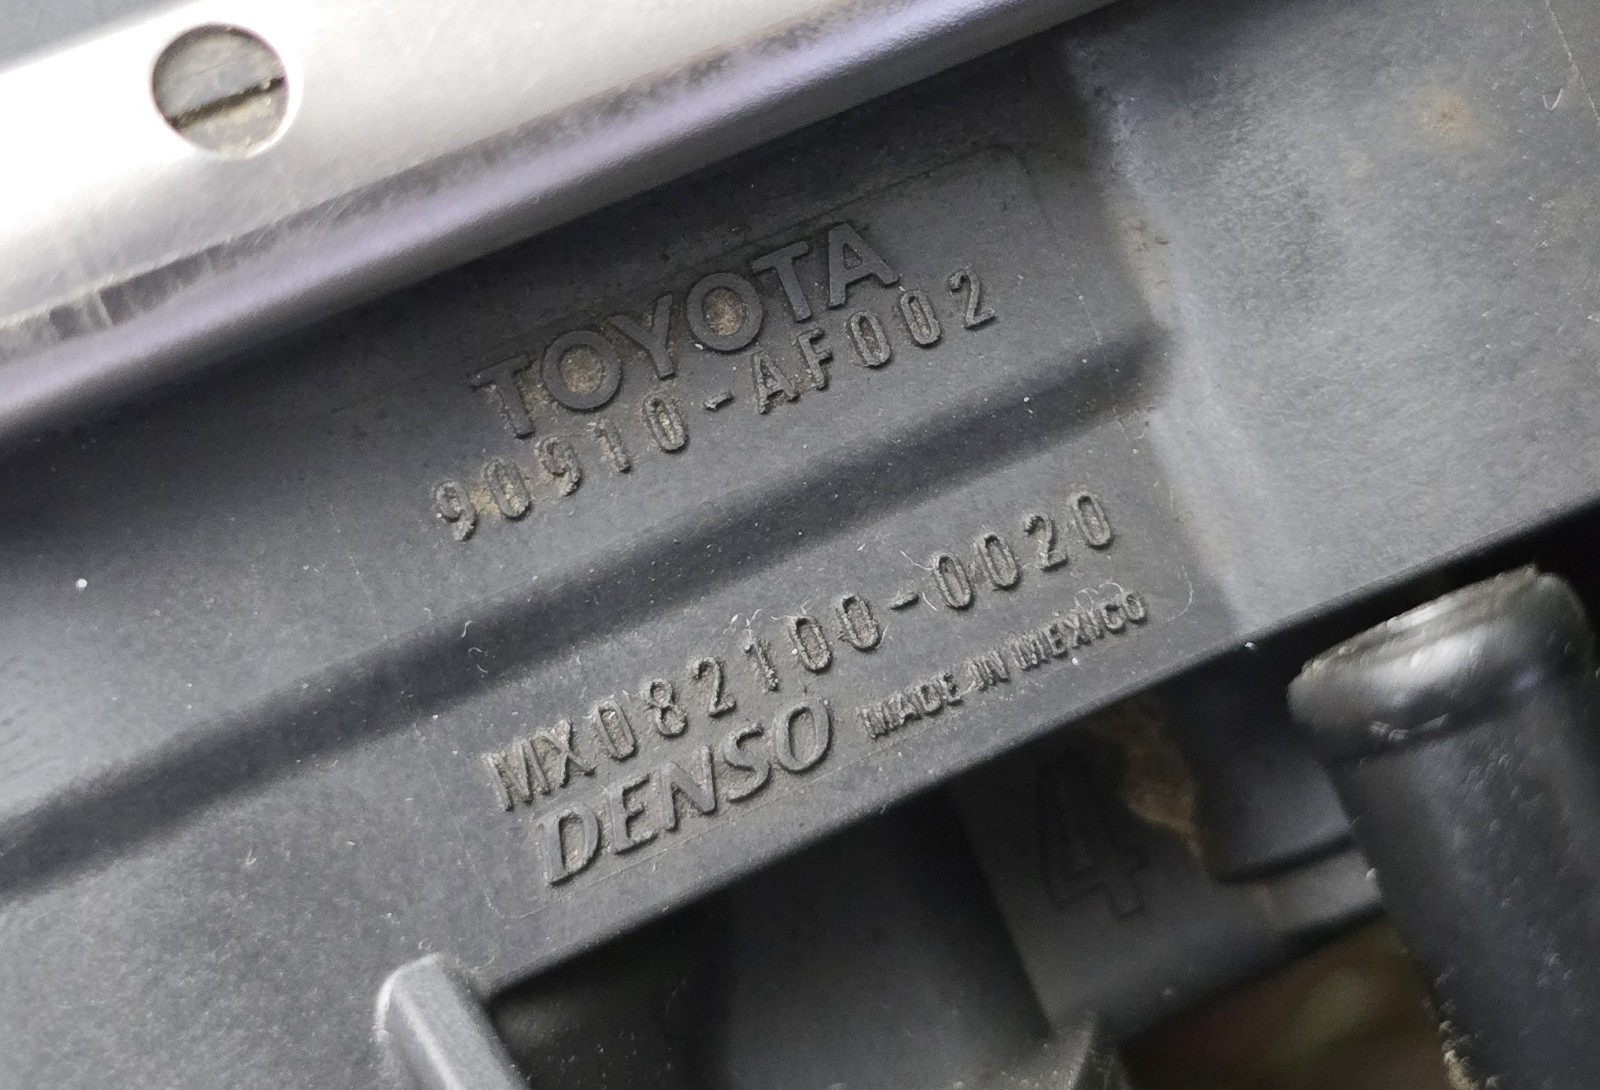 TOYOTA
90910-AF002
MX082100-0020
DENSO MADE IN MEXICO
4